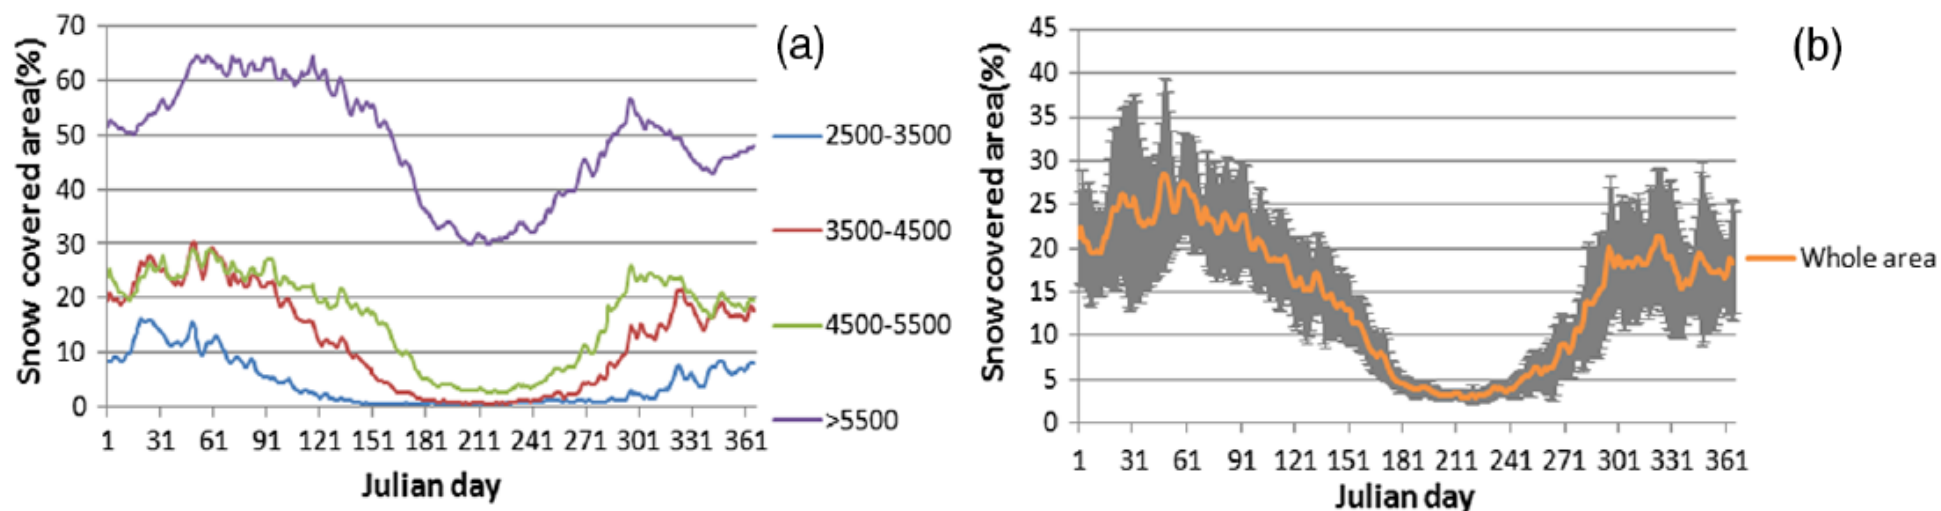 (a)
Snow covered area(%)
70
60
50
40
30
20
10
0
1 31 61 91 121 151 181 211 241 271 301 331 361
Julian day
2500-3500
3500-4500
4500-5500
>5500
(b)
Snow covered area(%)
45
40
35
30
25
20
15
10
5
0
1 31 61 91 121 151 181 211 241 271 301 331 361
Julian day
Whole area